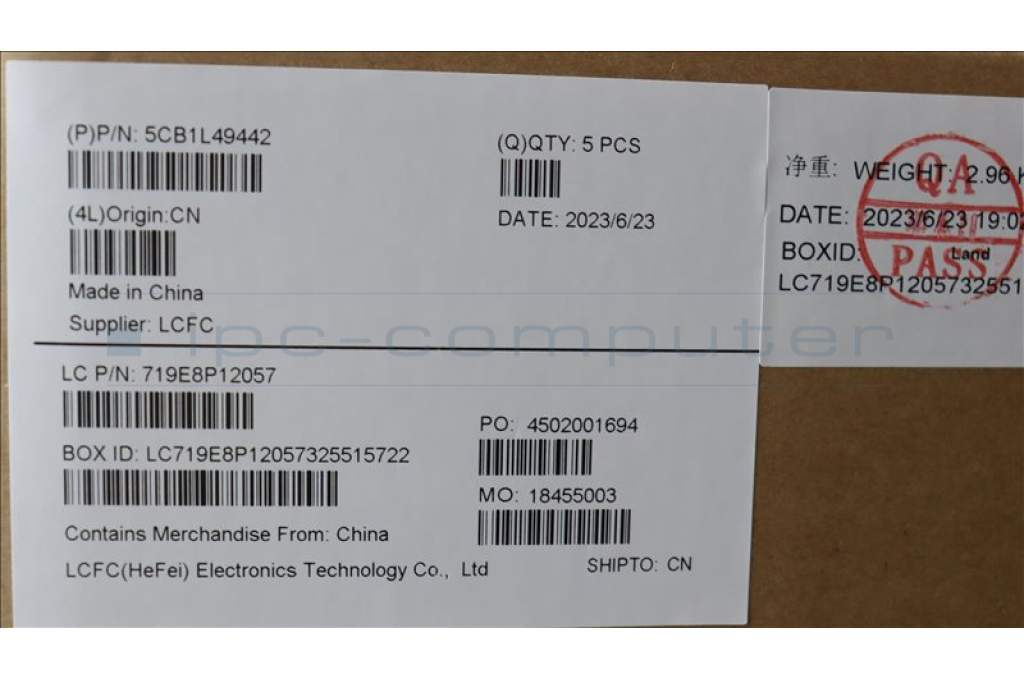 (P)P/N: 5CB1L49442
(Q)QTY: 5 PCS
(4L)Origin:CN
DATE: 2023/6/23
Made in China
Supplier: LCFC
LC P/N: 719E8P12057
PO: 4502001694
BOX ID: LC719E8P12057325515722
MO: 18455003
Contains Merchandise From: China
LCFC(HeFei) Electronics Technology Co., Ltd
SHIPTO: CN
净重: WEIGHT: 2.96
DATE: 2023/6/23 19:02
BOXID:
LC719E8P1205732551
QA
PASS
ipc-computer